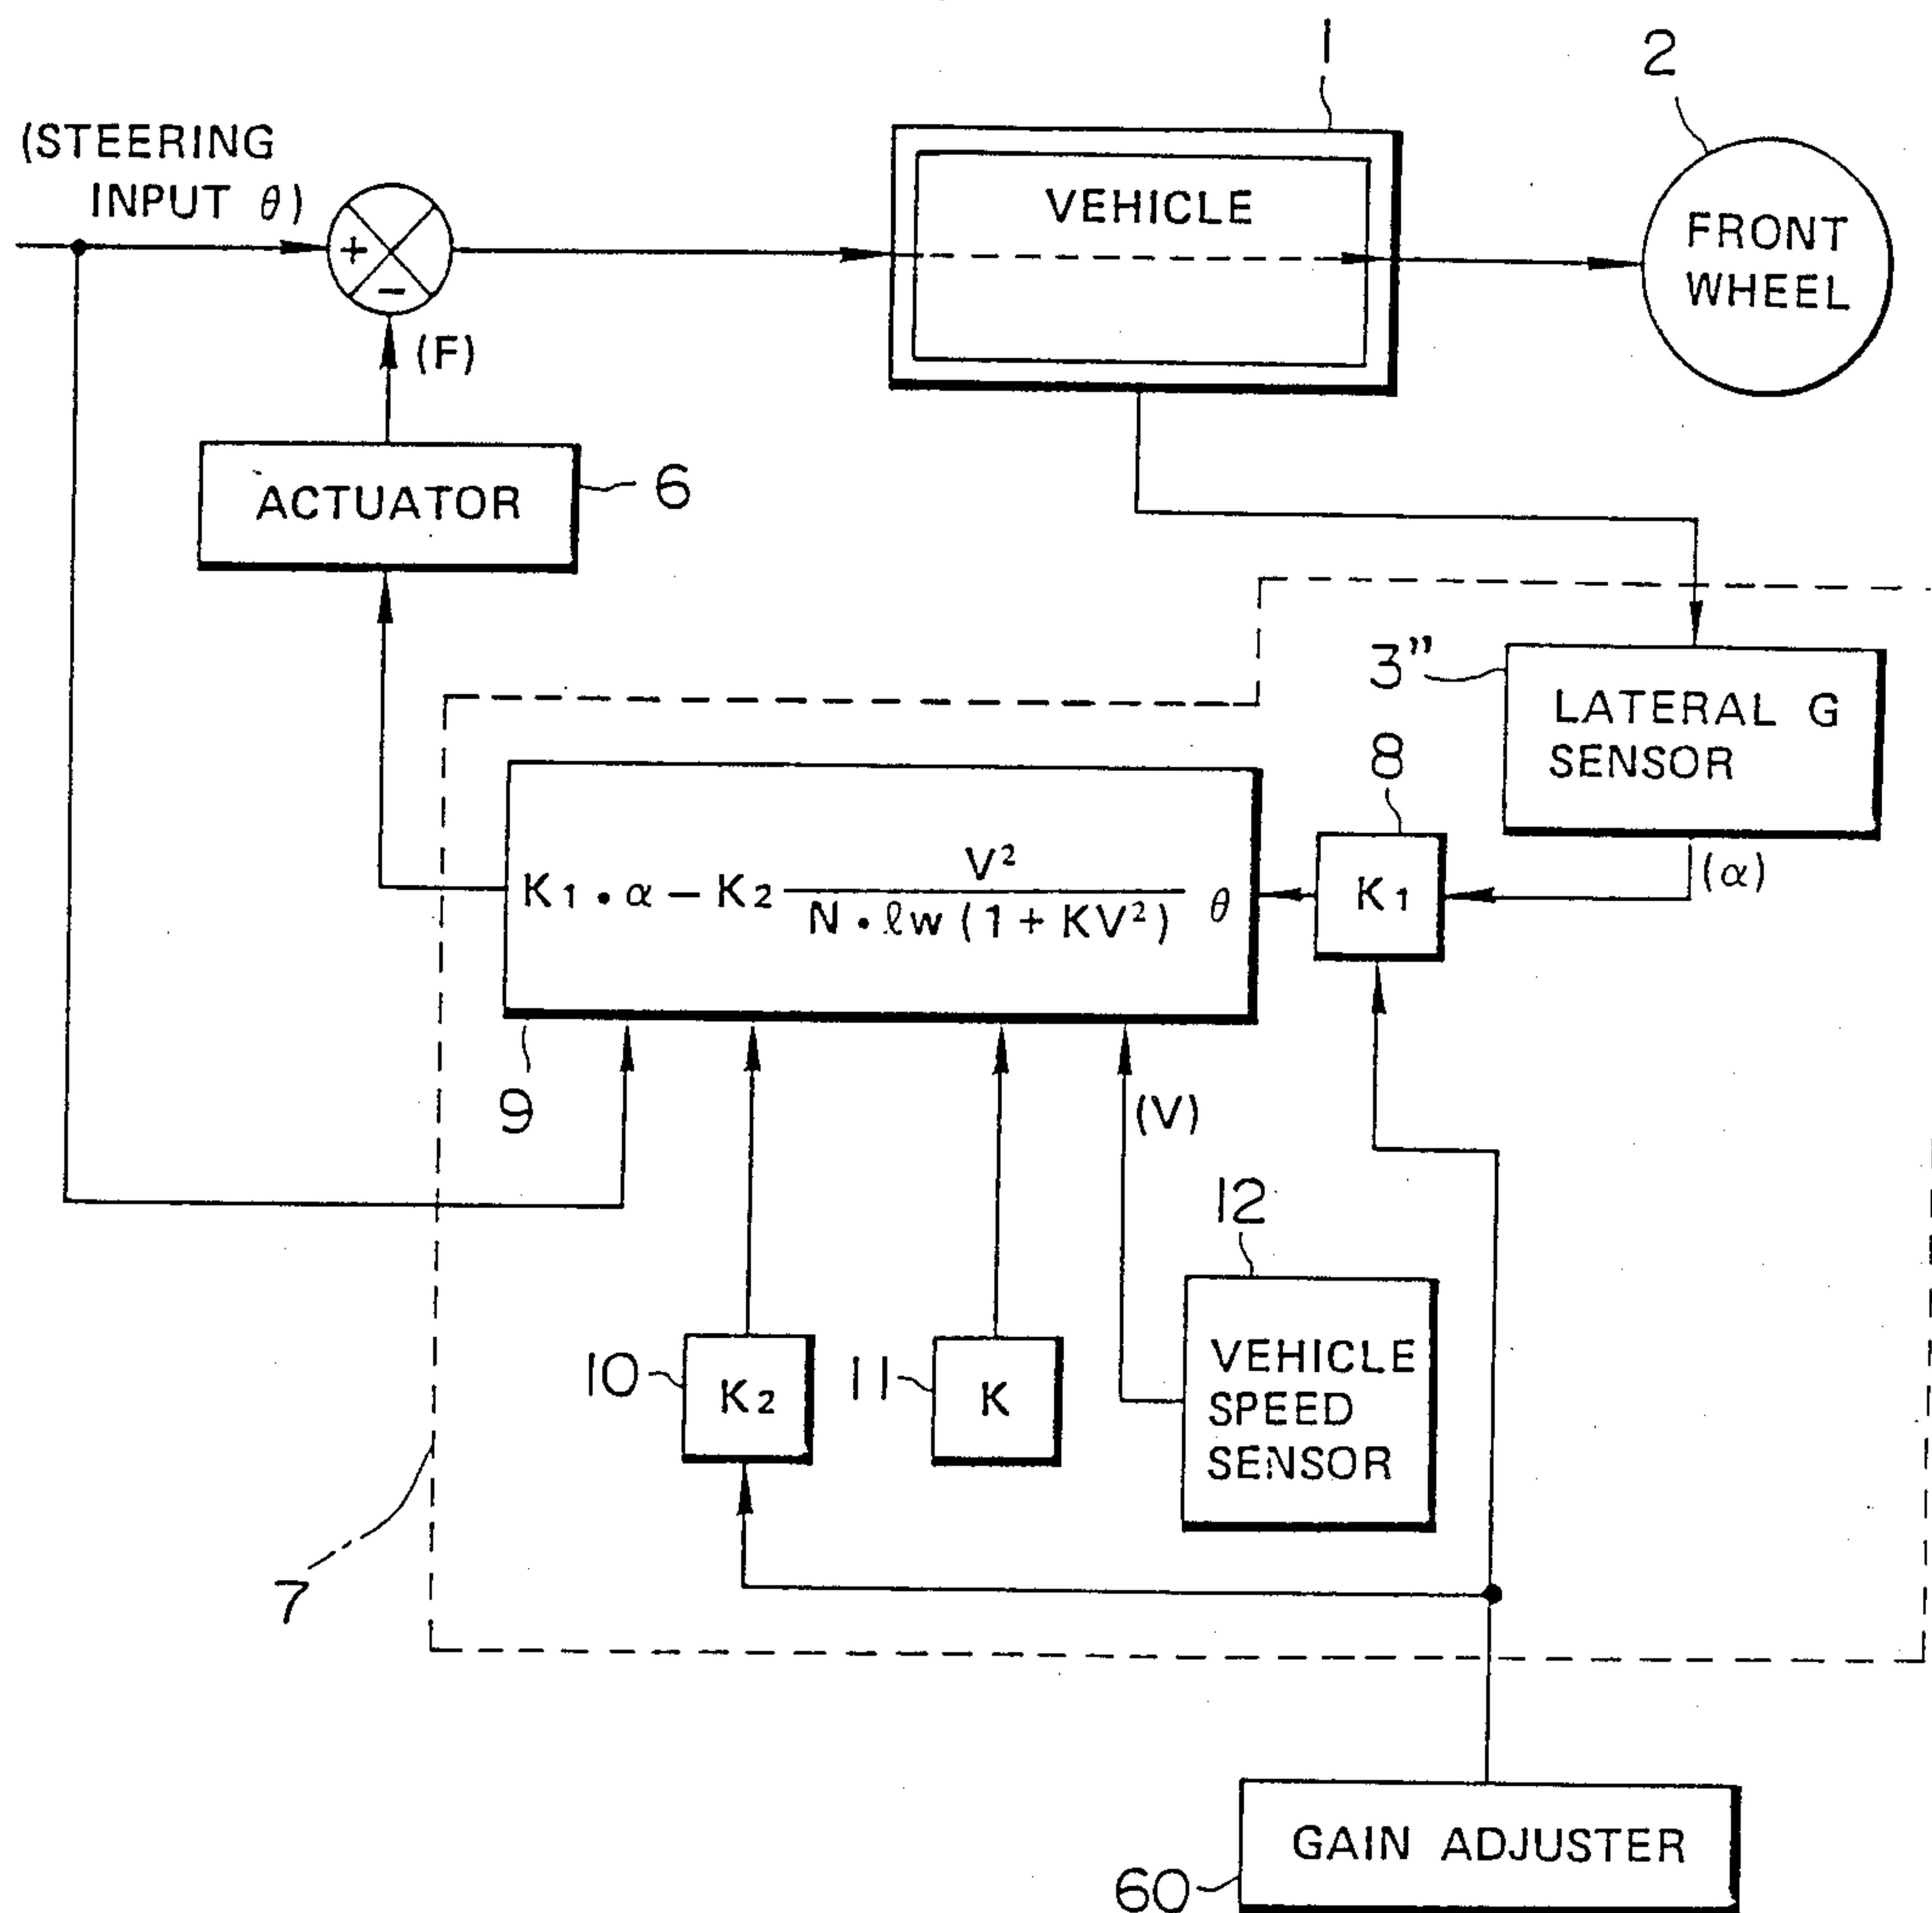 1
2
(STEERING
INPUT θ)
VEHICLE
FRONT
WHEEL
+
−
(F)
ACTUATOR
6
3"
LATERAL G
SENSOR
8
K1 • α − K2 V² / N • ℓw (1 + KV²) θ
K1
(α)
9
(V)
12
10
K2
11
K
VEHICLE
SPEED
SENSOR
7
GAIN ADJUSTER
60